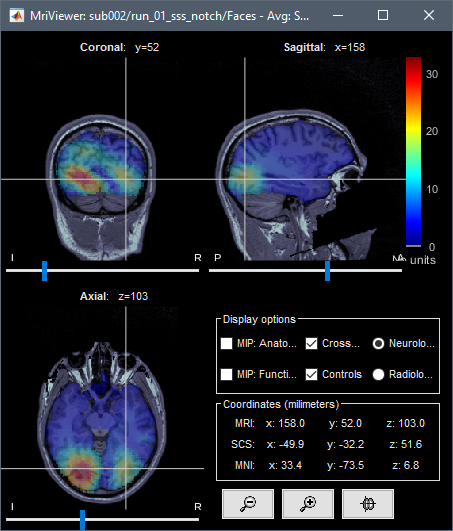 MriViewer: sub002/run_01_sss_notch/Faces - Avg: S...
Coronal: y=52
Sagittal: x=158
30
20
10
0
No units
I R
P A
Axial: z=103
I R
Display options
MIP: Anato... Cross... Neurolo...
MIP: Functi... Controls Radiolo...
Coordinates (milimeters)
MRI: x: 158.0 y: 52.0 z: 103.0
SCS: x: -49.9 y: -32.2 z: 51.6
MNI: x: 33.4 y: -73.5 z: 6.8